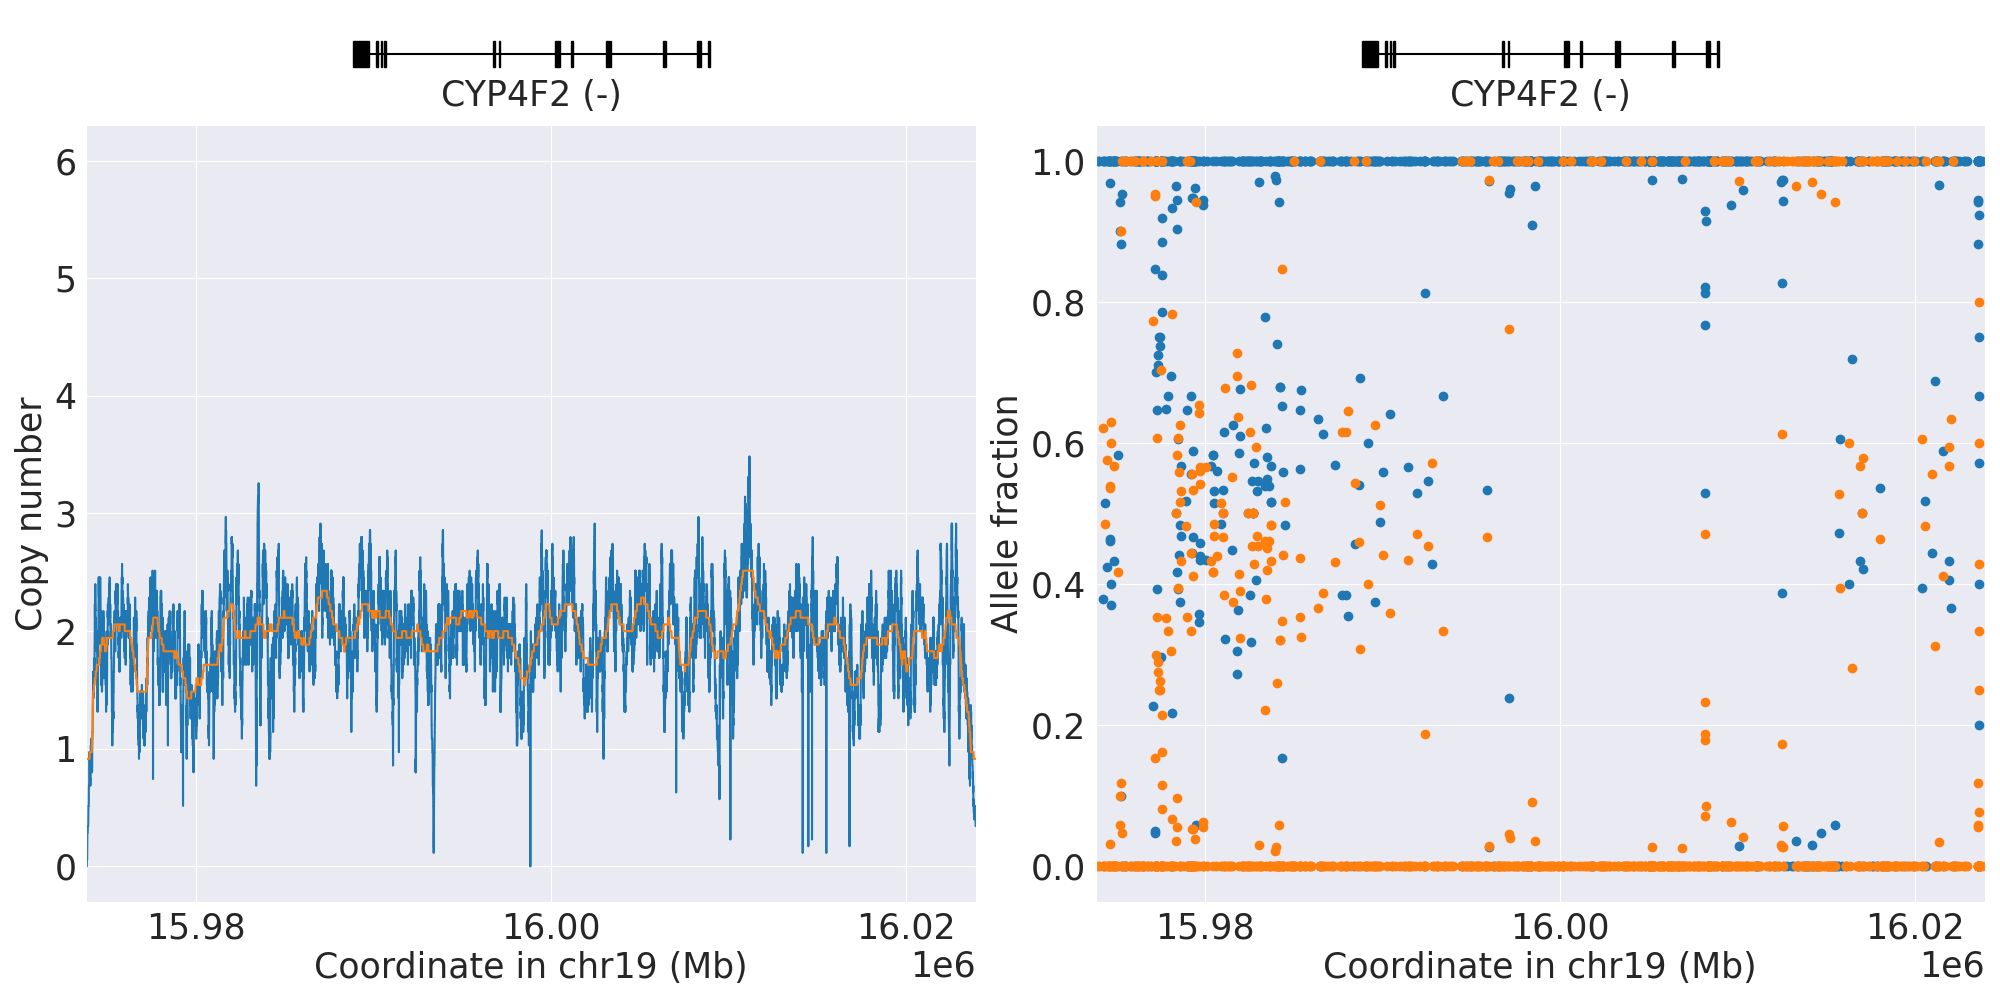 CYP4F2 (-)
6
5
4
3
2
1
0
Copy number
15.98
16.00
16.02
Coordinate in chr19 (Mb)
1e6
CYP4F2 (-)
1.0
0.8
0.6
0.4
0.2
0.0
Allele fraction
15.98
16.00
16.02
Coordinate in chr19 (Mb)
1e6